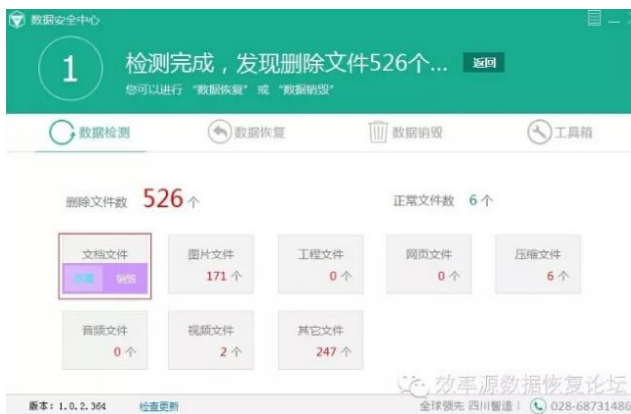 数据安全中心
1
检测完成，发现删除文件526个... 返回
您可以进行 "数据恢复" 或 "数据销毁"
数据检测 数据恢复 数据销毁 工具箱
删除文件数 526 个 正常文件数 6 个
文档文件 图片文件 工程文件 网页文件 压缩文件
销毁 171 个 0 个 0 个 6 个
音频文件 视频文件 其它文件
0 个 2 个 247 个
效率源数据恢复论坛
版本：1.0.2.364 检查更新 全球领先 四川智造 | 028-68731486